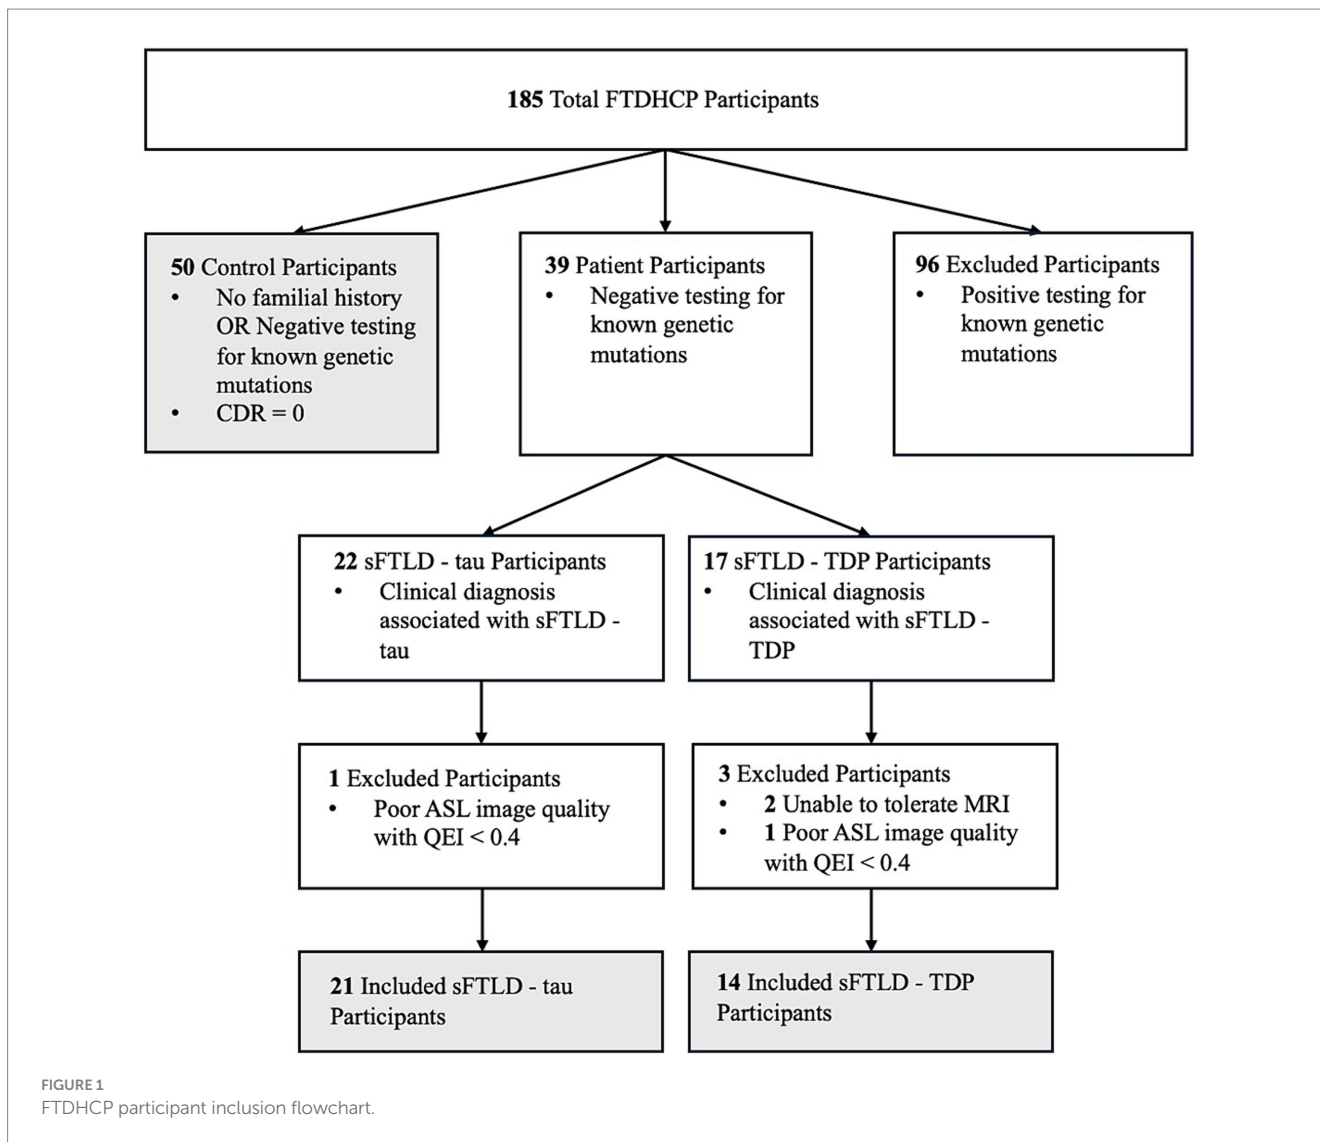 185 Total FTDHCP Participants
50 Control Participants
• No familial history
OR Negative testing
for known genetic
mutations
• CDR = 0
39 Patient Participants
• Negative testing for
known genetic
mutations
96 Excluded Participants
• Positive testing for
known genetic
mutations
22 sFTLD - tau Participants
• Clinical diagnosis
associated with sFTLD -
tau
17 sFTLD - TDP Participants
• Clinical diagnosis
associated with sFTLD -
TDP
1 Excluded Participants
• Poor ASL image quality
with QEI < 0.4
3 Excluded Participants
• 2 Unable to tolerate MRI
• 1 Poor ASL image quality
with QEI < 0.4
21 Included sFTLD - tau
Participants
14 Included sFTLD - TDP
Participants
FIGURE 1
FTDHCP participant inclusion flowchart.